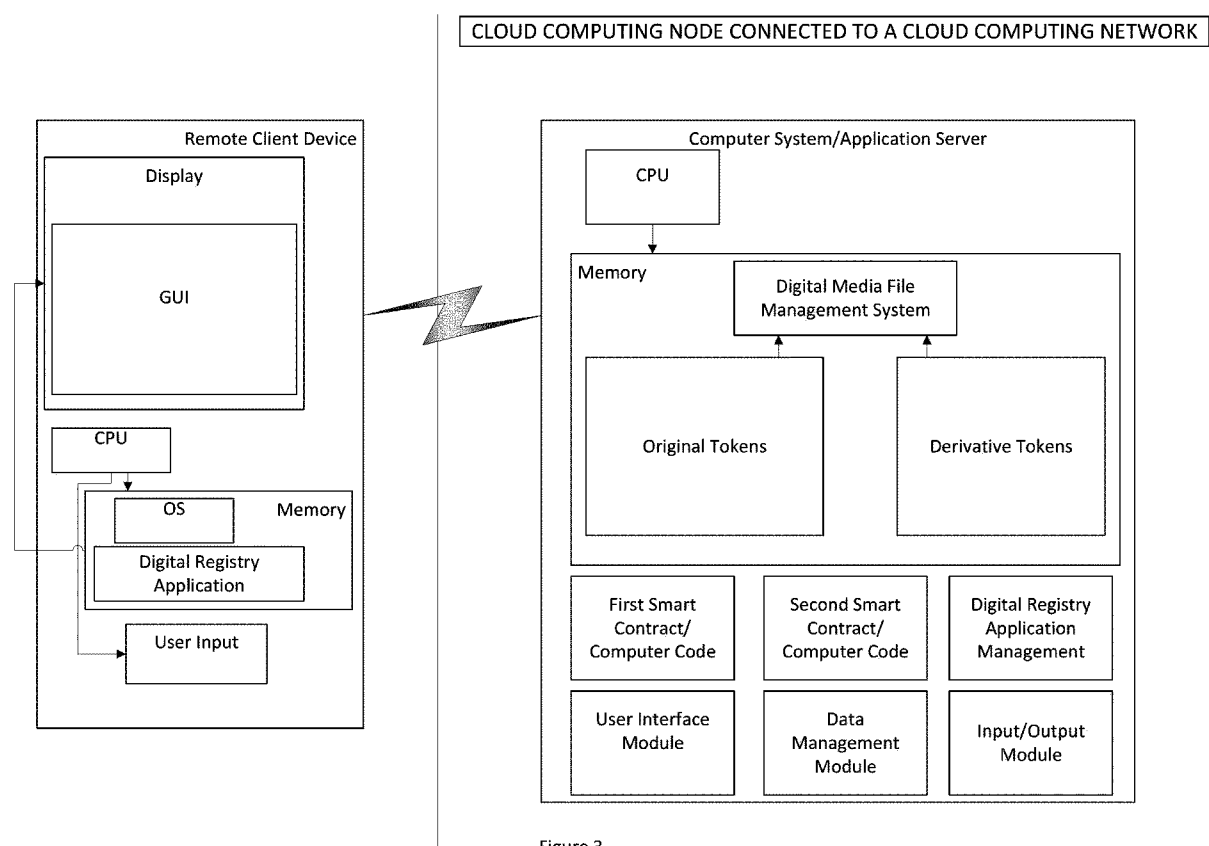 CLOUD COMPUTING NODE CONNECTED TO A CLOUD COMPUTING NETWORK
Remote Client Device
Display
GUI
CPU
OS
Memory
Digital Registry
Application
User Input
Computer System/Application Server
CPU
Memory
Digital Media File
Management System
Original Tokens
Derivative Tokens
First Smart
Contract/
Computer Code
Second Smart
Contract/
Computer Code
Digital Registry
Application
Management
User Interface
Module
Data
Management
Module
Input/Output
Module
Figure